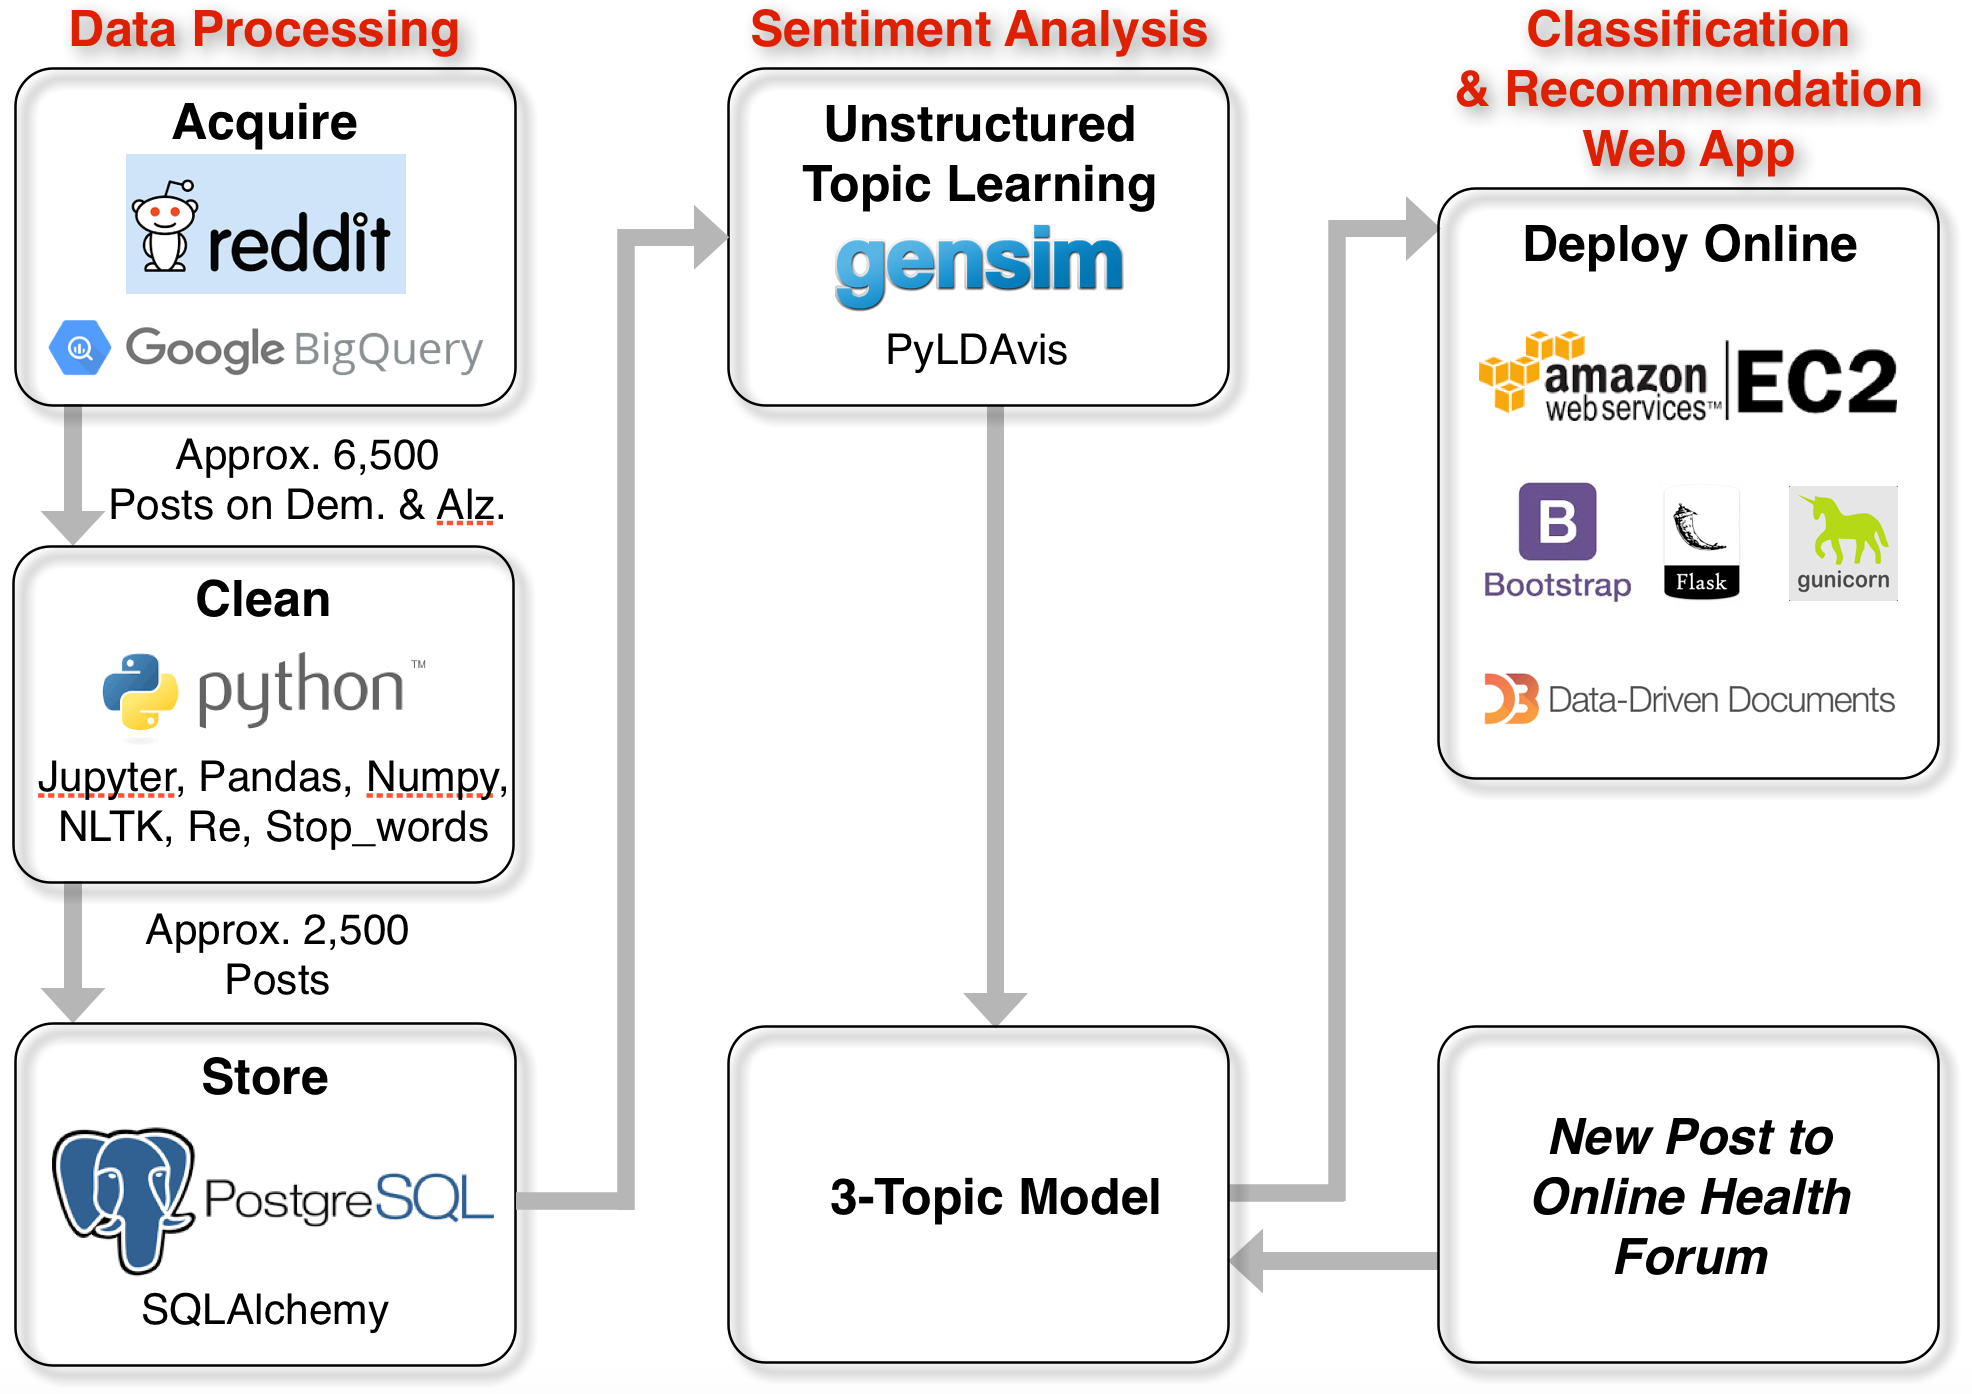 Data Processing
Acquire
reddit
Google BigQuery
Approx. 6,500
Posts on Dem. & Alz.
Clean
python™
Jupyter, Pandas, Numpy,
NLTK, Re, Stop_words
Approx. 2,500
Posts
Store
PostgreSQL
SQLAlchemy
Sentiment Analysis
Unstructured
Topic Learning
gensim
PyLDAvis
3-Topic Model
Classification
& Recommendation
Web App
Deploy Online
amazon
web services™
EC2
B
Bootstrap
Flask
gunicorn
D3 Data-Driven Documents
New Post to
Online Health
Forum